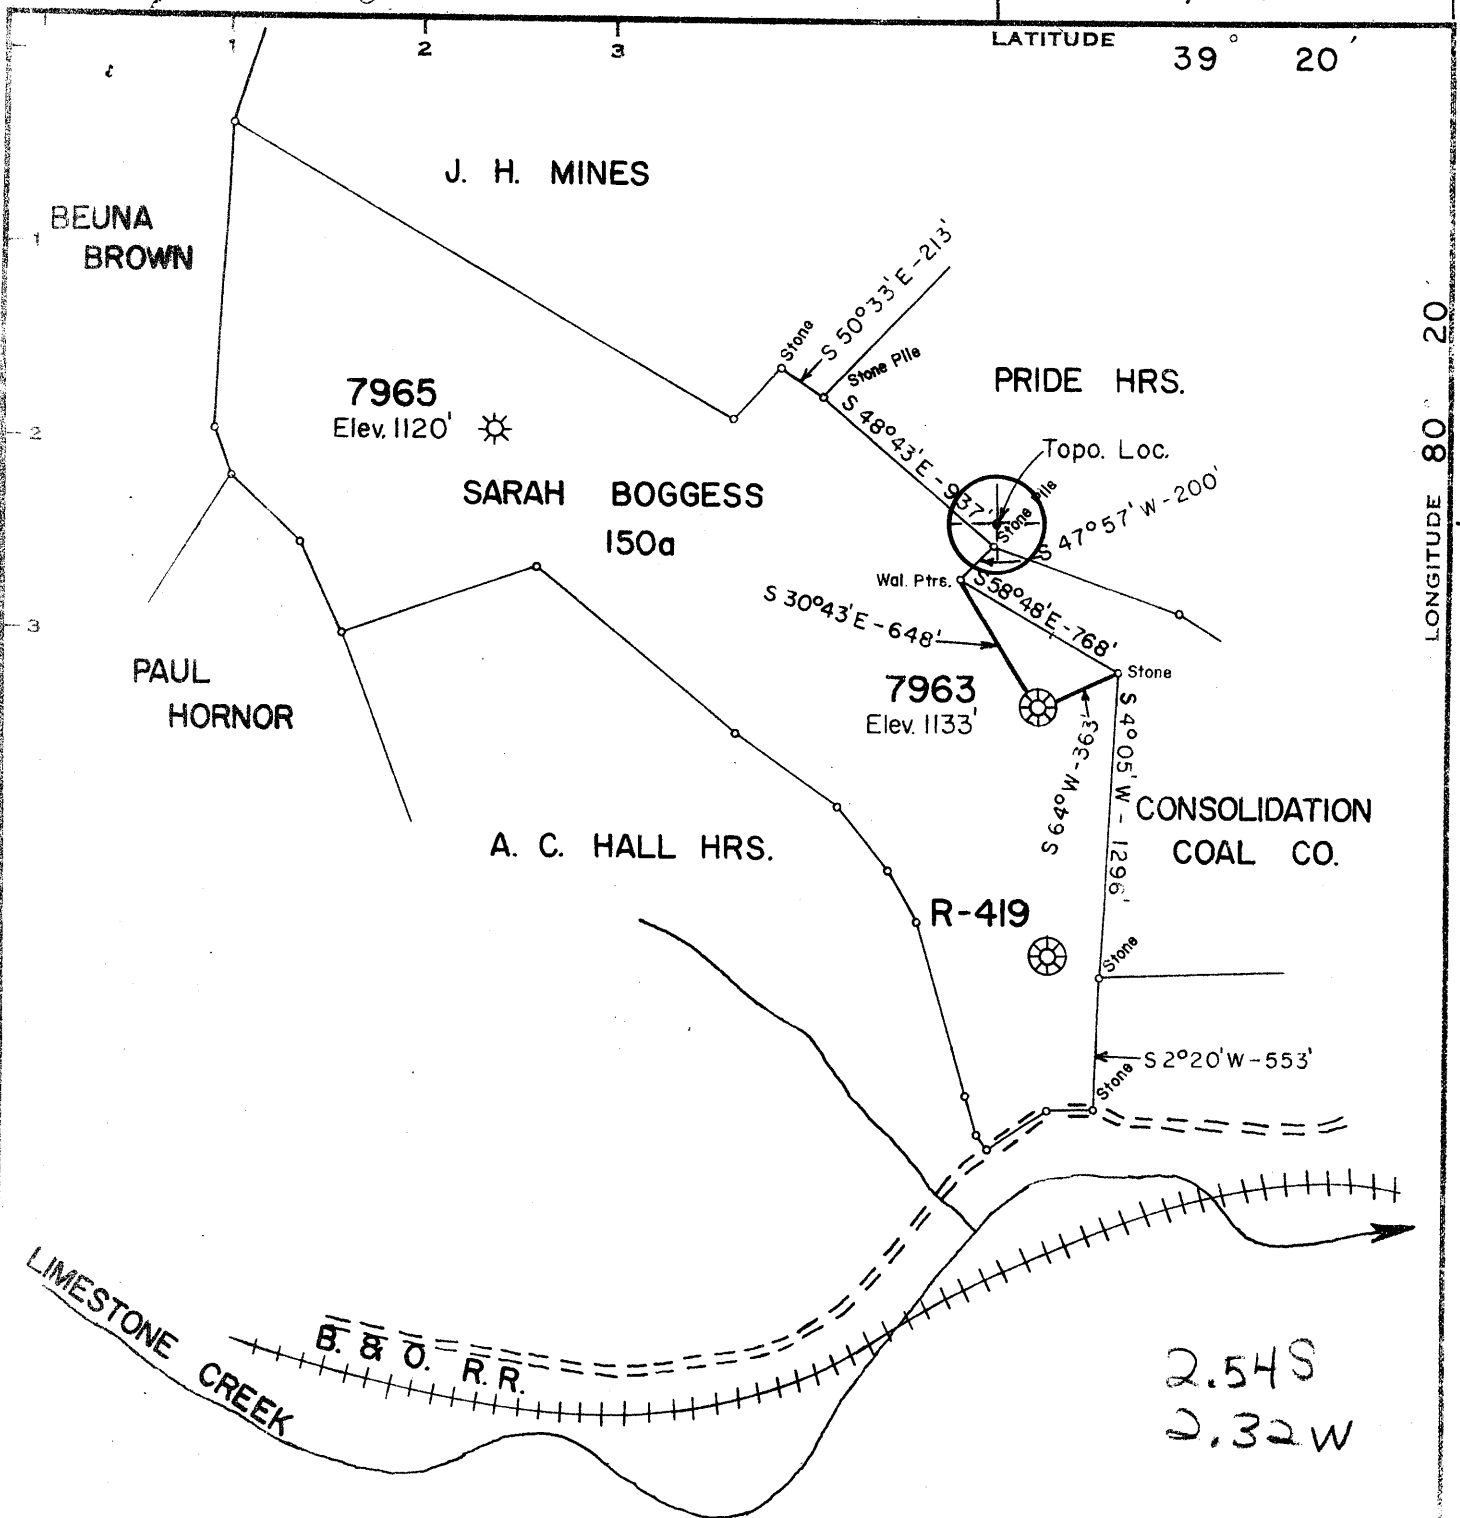 1
2
3
LATITUDE
39° 20'
J. H. MINES
BEUNA
BROWN
1
S 50°33'E-213'
Stone
Stone Pile
PRIDE HRS.
LONGITUDE 80° 20'
7965
Elev. 1120'
2
S 48°43'E-937'
Topo. Loc.
SARAH BOGGESS
150a
Stone Pile
S 47°57'W-200'
Wal. Ptrs.
S 58°48'E-768'
S 30°43'E-648'
3
PAUL
HORNOR
7963
Elev. 1133'
Stone
S 64°W-363'
S 4°05'W-1296'
CONSOLIDATION
COAL CO.
A. C. HALL HRS.
R-419
Stone
S 2°20'W-553'
Stone
LIMESTONE CREEK
B. & O. R. R.
2.54S
2.32W